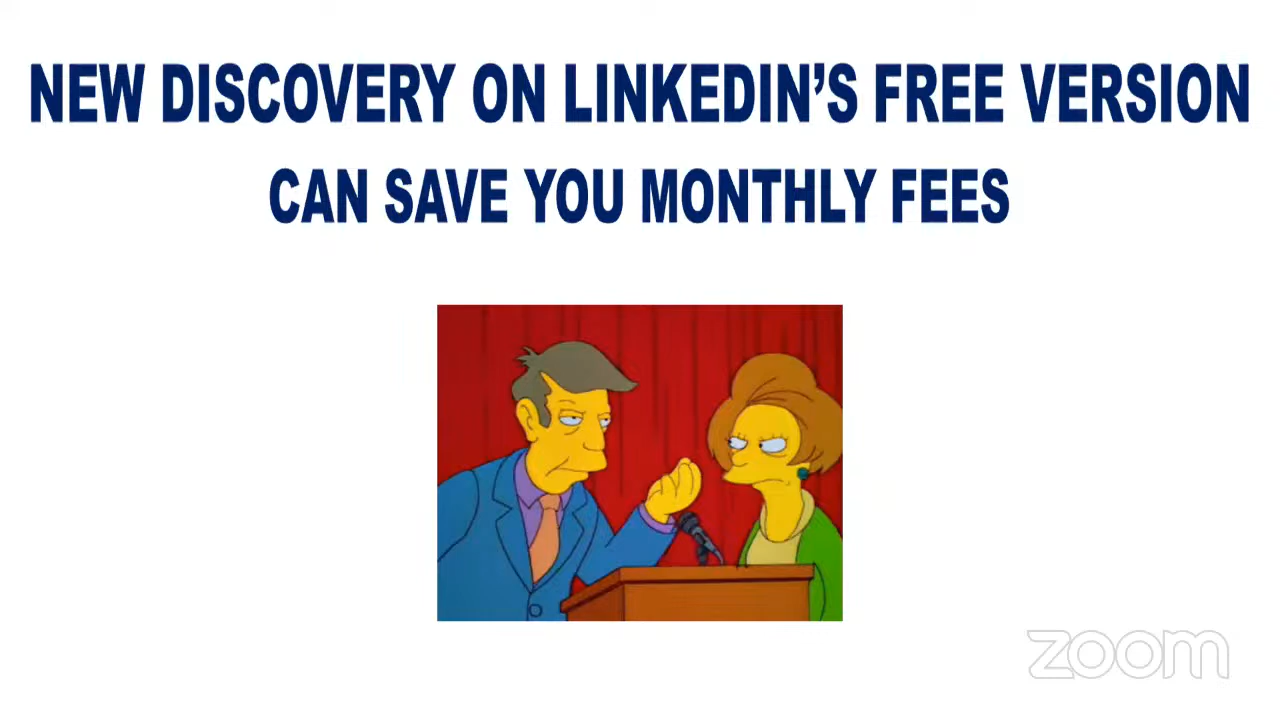 NEW DISCOVERY ON LINKEDIN’S FREE VERSION
CAN SAVE YOU MONTHLY FEES
zoom